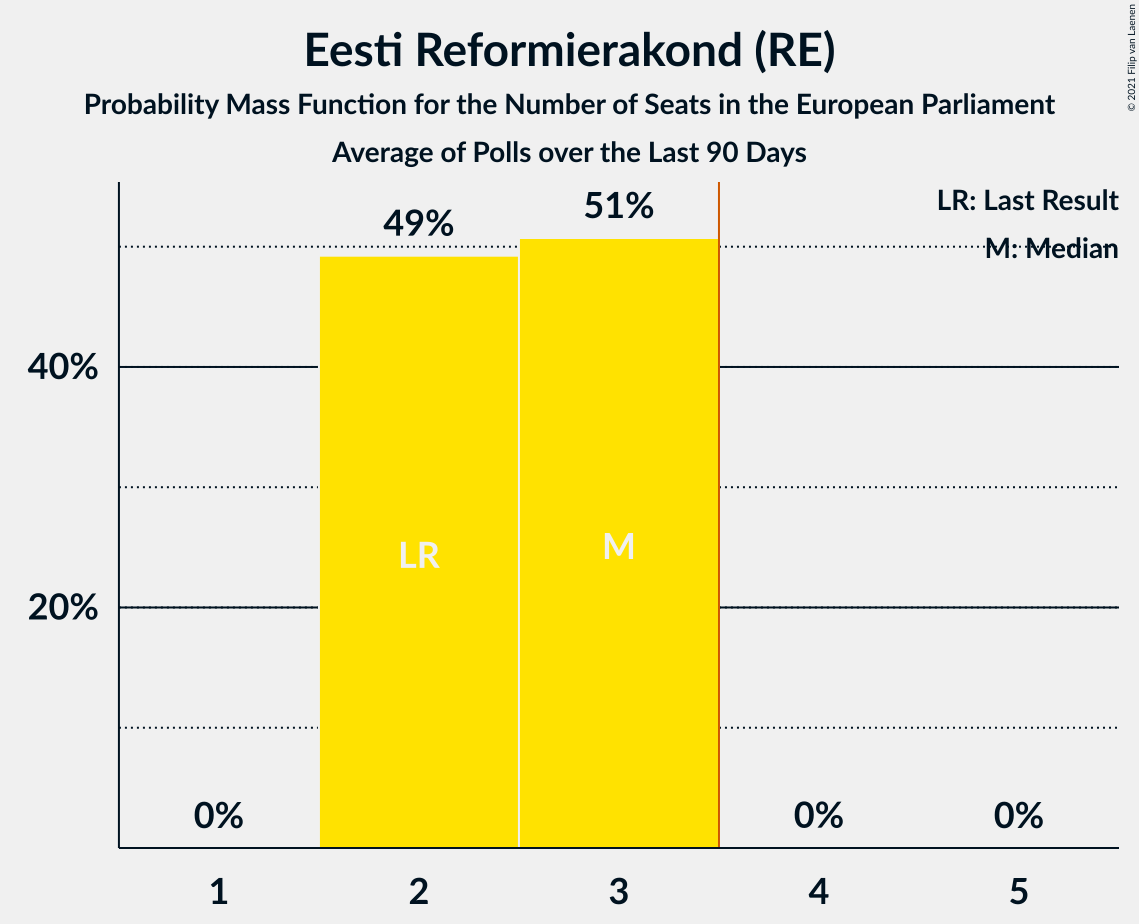 Eesti Reformierakond (RE)
Probability Mass Function for the Number of Seats in the European Parliament
Average of Polls over the Last 90 Days
© 2021 Filip van Laenen
LR: Last Result
M: Median
49%
51%
40%
20%
LR
M
0%
0%
0%
1
2
3
4
5